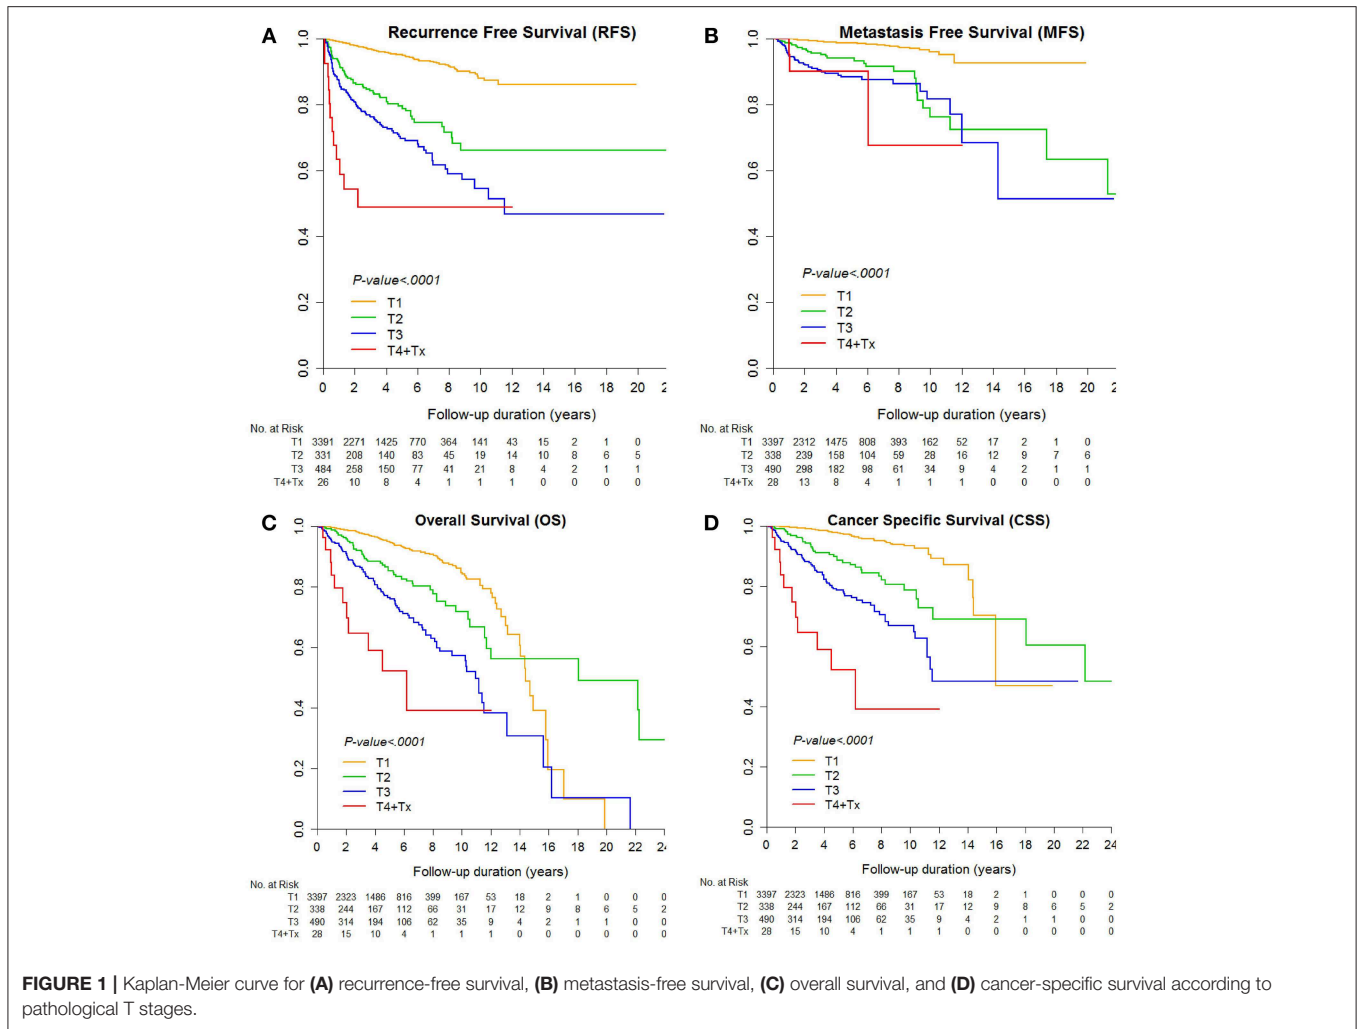 A Recurrence Free Survival (RFS)
1.0
0.8
0.6
0.4
0.2
0.0
P-value<.0001
T1
T2
T3
T4+Tx
0 2 4 6 8 10 12 14 16 18 20 2
Follow-up duration (years)
No. at Risk
T1 3391 2271 1425 770 364 141 43 15 2 1 0
T2 331 208 140 83 45 19 14 10 8 6 5
T3 484 258 150 77 41 21 8 4 2 1 1
T4+Tx 26 10 8 4 1 1 1 0 0 0 0
B Metastasis Free Survival (MFS)
1.0
0.8
0.6
0.4
0.2
0.0
P-value<.0001
T1
T2
T3
T4+Tx
0 2 4 6 8 10 12 14 16 18 20 2
Follow-up duration (years)
No. at Risk
T1 3397 2312 1475 808 393 162 52 17 2 1 0
T2 338 239 158 104 59 28 16 12 9 7 6
T3 490 298 182 98 61 34 9 4 2 1 1
T4+Tx 28 13 8 4 1 1 1 0 0 0 0
C Overall Survival (OS)
1.0
0.8
0.6
0.4
0.2
0.0
P-value<.0001
T1
T2
T3
T4+Tx
0 2 4 6 8 10 12 14 16 18 20 22 24
Follow-up duration (years)
No. at Risk
T1 3397 2323 1486 816 399 167 53 18 2 1 0 0 0
T2 338 244 167 112 66 31 17 12 9 8 6 5 2
T3 490 314 194 106 62 35 9 4 2 1 1 0 0
T4+Tx 28 15 10 4 1 1 1 0 0 0 0 0 0
D Cancer Specific Survival (CSS)
1.0
0.8
0.6
0.4
0.2
0.0
P-value<.0001
T1
T2
T3
T4+Tx
0 2 4 6 8 10 12 14 16 18 20 22 24
Follow-up duration (years)
No. at Risk
T1 3397 2323 1486 816 399 167 53 18 2 1 0 0 0
T2 338 244 167 112 66 31 17 12 9 8 6 5 2
T3 490 314 194 106 62 35 9 4 2 1 1 0 0
T4+Tx 28 15 10 4 1 1 1 0 0 0 0 0 0
FIGURE 1 | Kaplan-Meier curve for (A) recurrence-free survival, (B) metastasis-free survival, (C) overall survival, and (D) cancer-specific survival according to
pathological T stages.